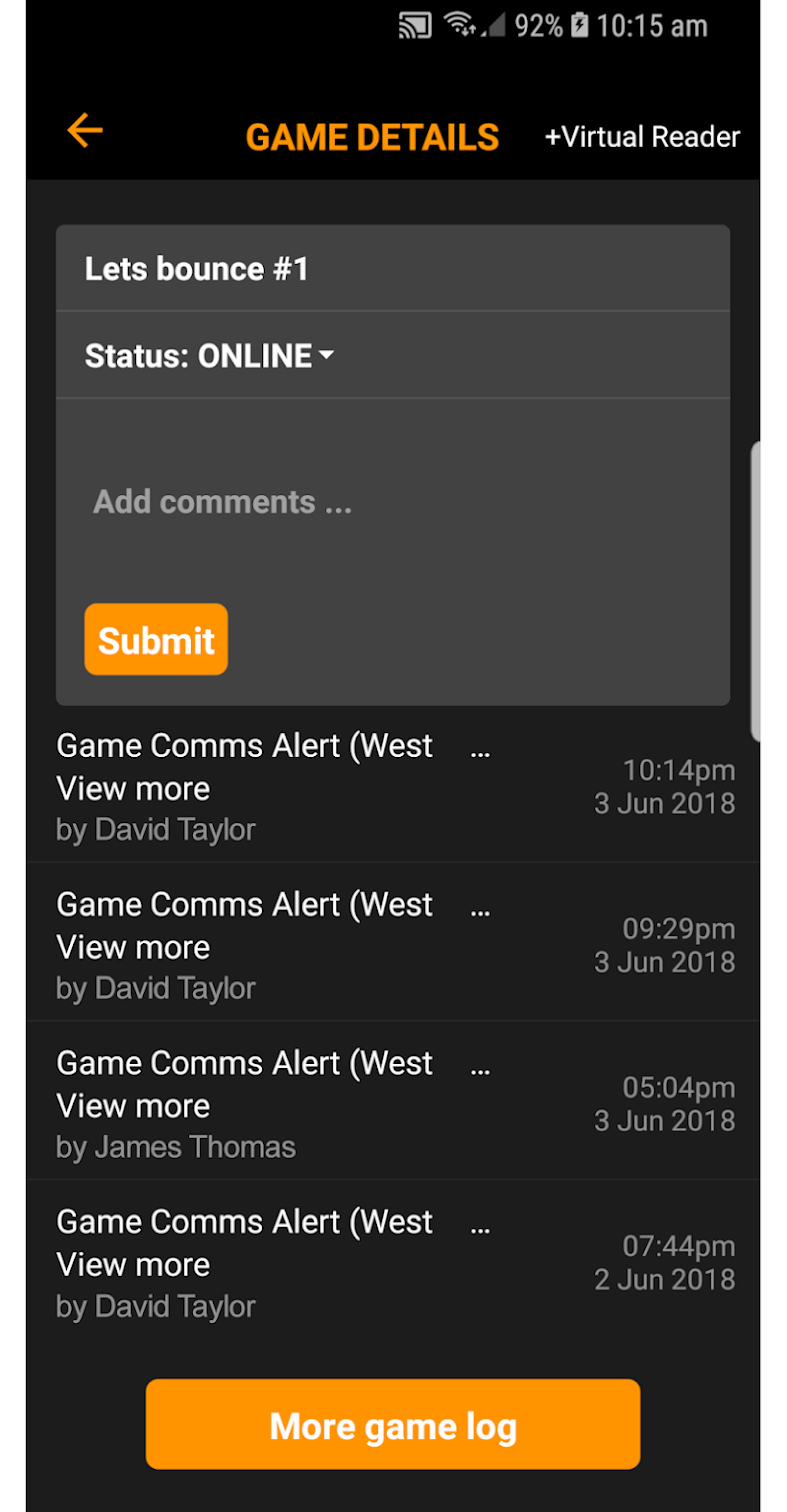 92% 10:15 am
GAME DETAILS +Virtual Reader
Lets bounce #1
Status: ONLINE
Add comments ...
Submit
Game Comms Alert (West ...
View more
by David Taylor
10:14pm
3 Jun 2018
Game Comms Alert (West ...
View more
by David Taylor
09:29pm
3 Jun 2018
Game Comms Alert (West ...
View more
by James Thomas
05:04pm
3 Jun 2018
Game Comms Alert (West ...
View more
by David Taylor
07:44pm
2 Jun 2018
More game log